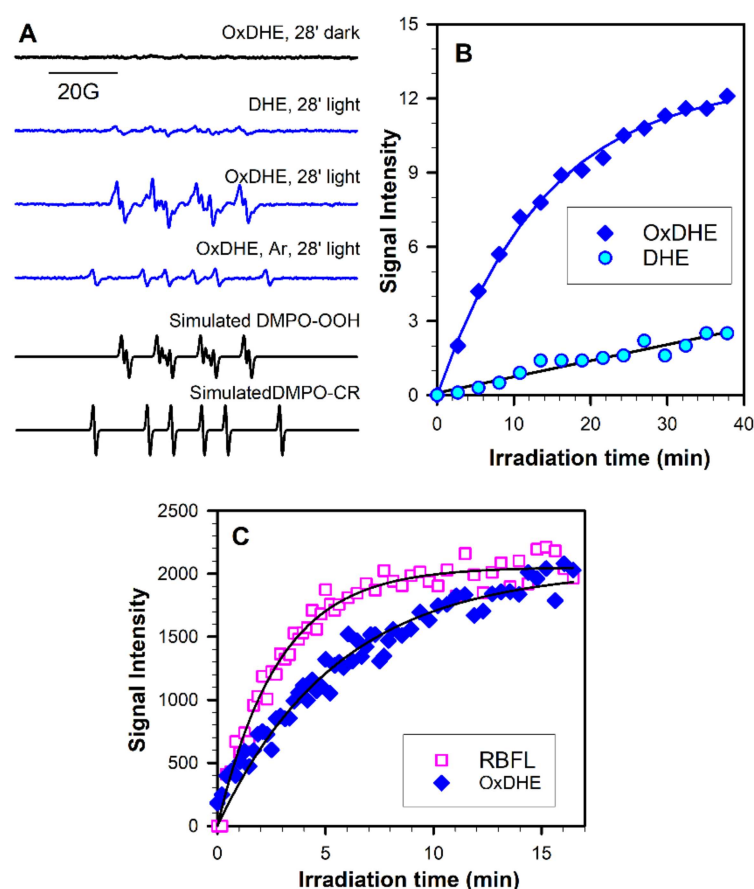 A
OxDHE, 28' dark
20G
DHE, 28' light
OxDHE, 28' light
OxDHE, Ar, 28' light
Simulated DMPO-OOH
SimulatedDMPO-CR
B
15
12
9
6
3
0
Signal Intensity
OxDHE
DHE
0 10 20 30 40
Irradiation time (min)
C
2500
2000
1500
1000
500
0
Signal Intensity
RBFL
OxDHE
0 5 10 15
Irradiation time (min)